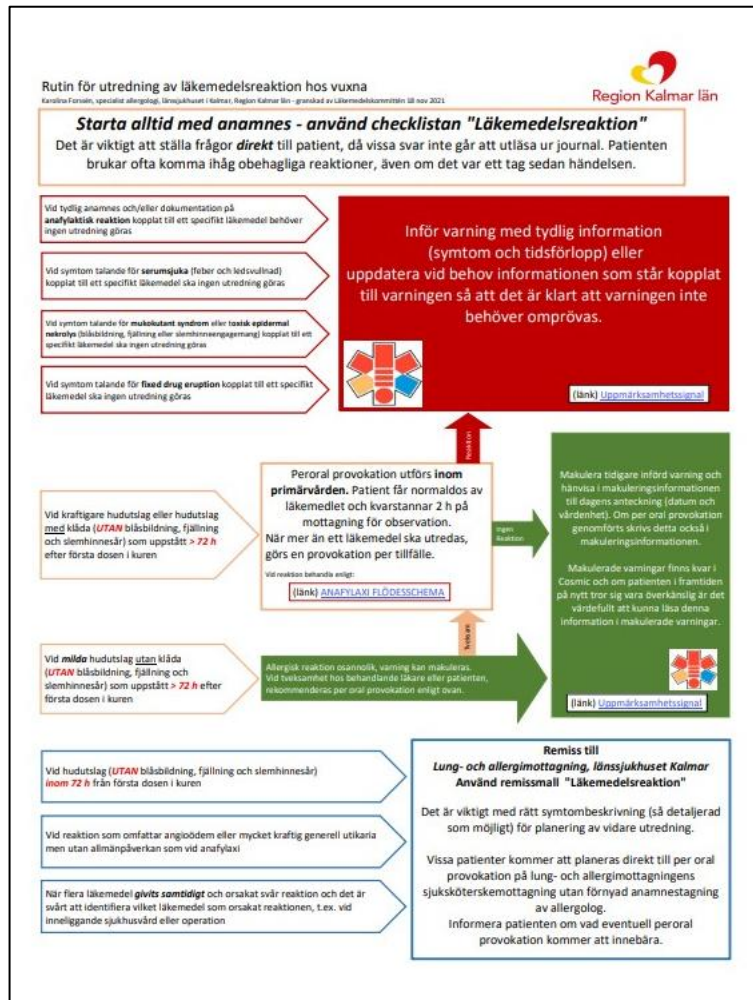 Region Kalmar län
Rutin för utredning av läkemedelsreaktion hos vuxna
Karolina Forssén, specialist allergologi, länssjukhuset i Kalmar, Region Kalmar län - granskad av Läkemedelskommittén 18 nov 2021
Starta alltid med anamnes - använd checklistan "Läkemedelsreaktion"
Det är viktigt att ställa frågor direkt till patient, då vissa svar inte går att utläsa ur journal. Patienten
brukar ofta komma ihåg obehagliga reaktioner, även om det var ett tag sedan händelsen.
Vid tydlig anamnes och/eller dokumentation på
anafylaktisk reaktion kopplat till ett specifikt läkemedel behöver
ingen utredning göras
Vid symtom talande för serumsjuka (feber och ledsvullnad)
kopplat till ett specifikt läkemedel ska ingen utredning göras
Vid symtom talande för mukokutant syndrom eller toxisk epidermal
nekrolys (blåsbildning, fjällning eller slemhinneengagemang) kopplat till ett
specifikt läkemedel ska ingen utredning göras
Vid symtom talande för fixed drug eruption kopplat till ett specifikt
läkemedel ska ingen utredning göras
Inför varning med tydlig information
(symtom och tidsförlopp) eller
uppdatera vid behov informationen som står kopplat
till varningen så att det är klart att varningen inte
behöver omprövas.
(länk) Uppmärksamhetssignal
Reaktion
Vid kraftigare hudutslag eller hudutslag
med klåda (UTAN blåsbildning, fjällning
och slemhinnesår) som uppstått > 72 h
efter första dosen i kuren
Peroral provokation utförs inom
primärvården. Patient får normaldos av
läkemedlet och kvarstannar 2 h på
mottagning för observation.
När mer än ett läkemedel ska utredas,
görs en provokation per tillfälle.
Vid reaktion behandla enligt:
(länk) ANAFYLAXI FLÖDESSCHEMA
Ingen
Reaktion
Makulera tidigare införd varning och
hänvisa i makuleringsinformationen
till dagens anteckning (datum och
vårdenhet). Om per oral provokation
genomförts skrivs detta också i
makuleringsinformationen.
Makulerade varningar finns kvar i
Cosmic och om patienten i framtiden
på nytt tror sig vara överkänslig är det
värdefullt att kunna läsa denna
information i makulerade varningar.
(länk) Uppmärksamhetssignal
Tveksam
Vid milda hudutslag utan klåda
(UTAN blåsbildning, fjällning och
slemhinnesår) som uppstått > 72 h efter
första dosen i kuren
Allergisk reaktion osannolik, varning kan makuleras.
Vid tveksamhet hos behandlande läkare eller patienten,
rekommenderas per oral provokation enligt ovan.
Vid hudutslag (UTAN blåsbildning, fjällning och slemhinnesår)
inom 72 h från första dosen i kuren
Vid reaktion som omfattar angioödem eller mycket kraftig generell utikaria
men utan allmänpåverkan som vid anafylaxi
När flera läkemedel givits samtidigt och orsakat svår reaktion och det är
svårt att identifiera vilket läkemedel som orsakat reaktionen, t.ex. vid
inneliggande sjukhusvård eller operation
Remiss till
Lung- och allergimottagning, länssjukhuset Kalmar
Använd remissmall "Läkemedelsreaktion"
Det är viktigt med rätt symtombeskrivning (så detaljerad
som möjligt) för planering av vidare utredning.
Vissa patienter kommer att planeras direkt till per oral
provokation på lung- och allergimottagningens
sjuksköterskemottagning utan förnyad anamnestagning
av allergolog.
Informera patienten om vad eventuell peroral
provokation kommer att innebära.